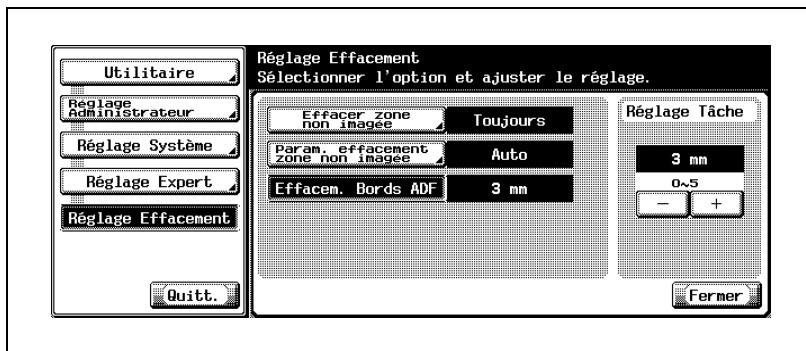 Réglage Effacement
Sélectionner l'option et ajuster le réglage.
Utilitaire
Réglage
Administrateur
Réglage Système
Réglage Expert
Réglage Effacement
Quitt.
Effacer zone
non imagée
Toujours
Param. effacement
zone non imagée
Auto
Effacem. Bords ADF
3 mm
Réglage Tâche
3 mm
0~5
− +
Fermer